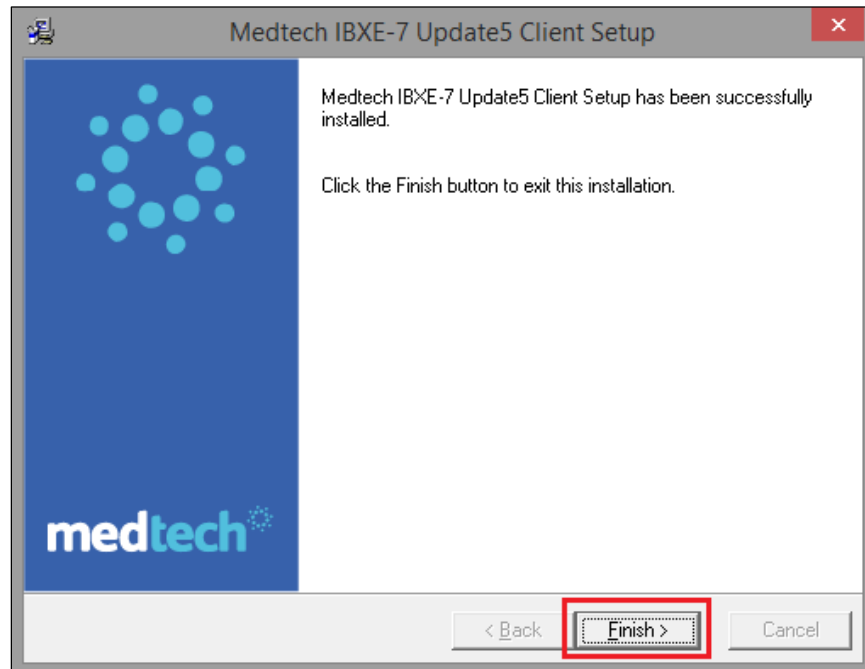 Medtech IBXE-7 Update5 Client Setup
Medtech IBXE-7 Update5 Client Setup has been successfully
installed.
Click the Finish button to exit this installation.
medtech
< Back Finish > Cancel